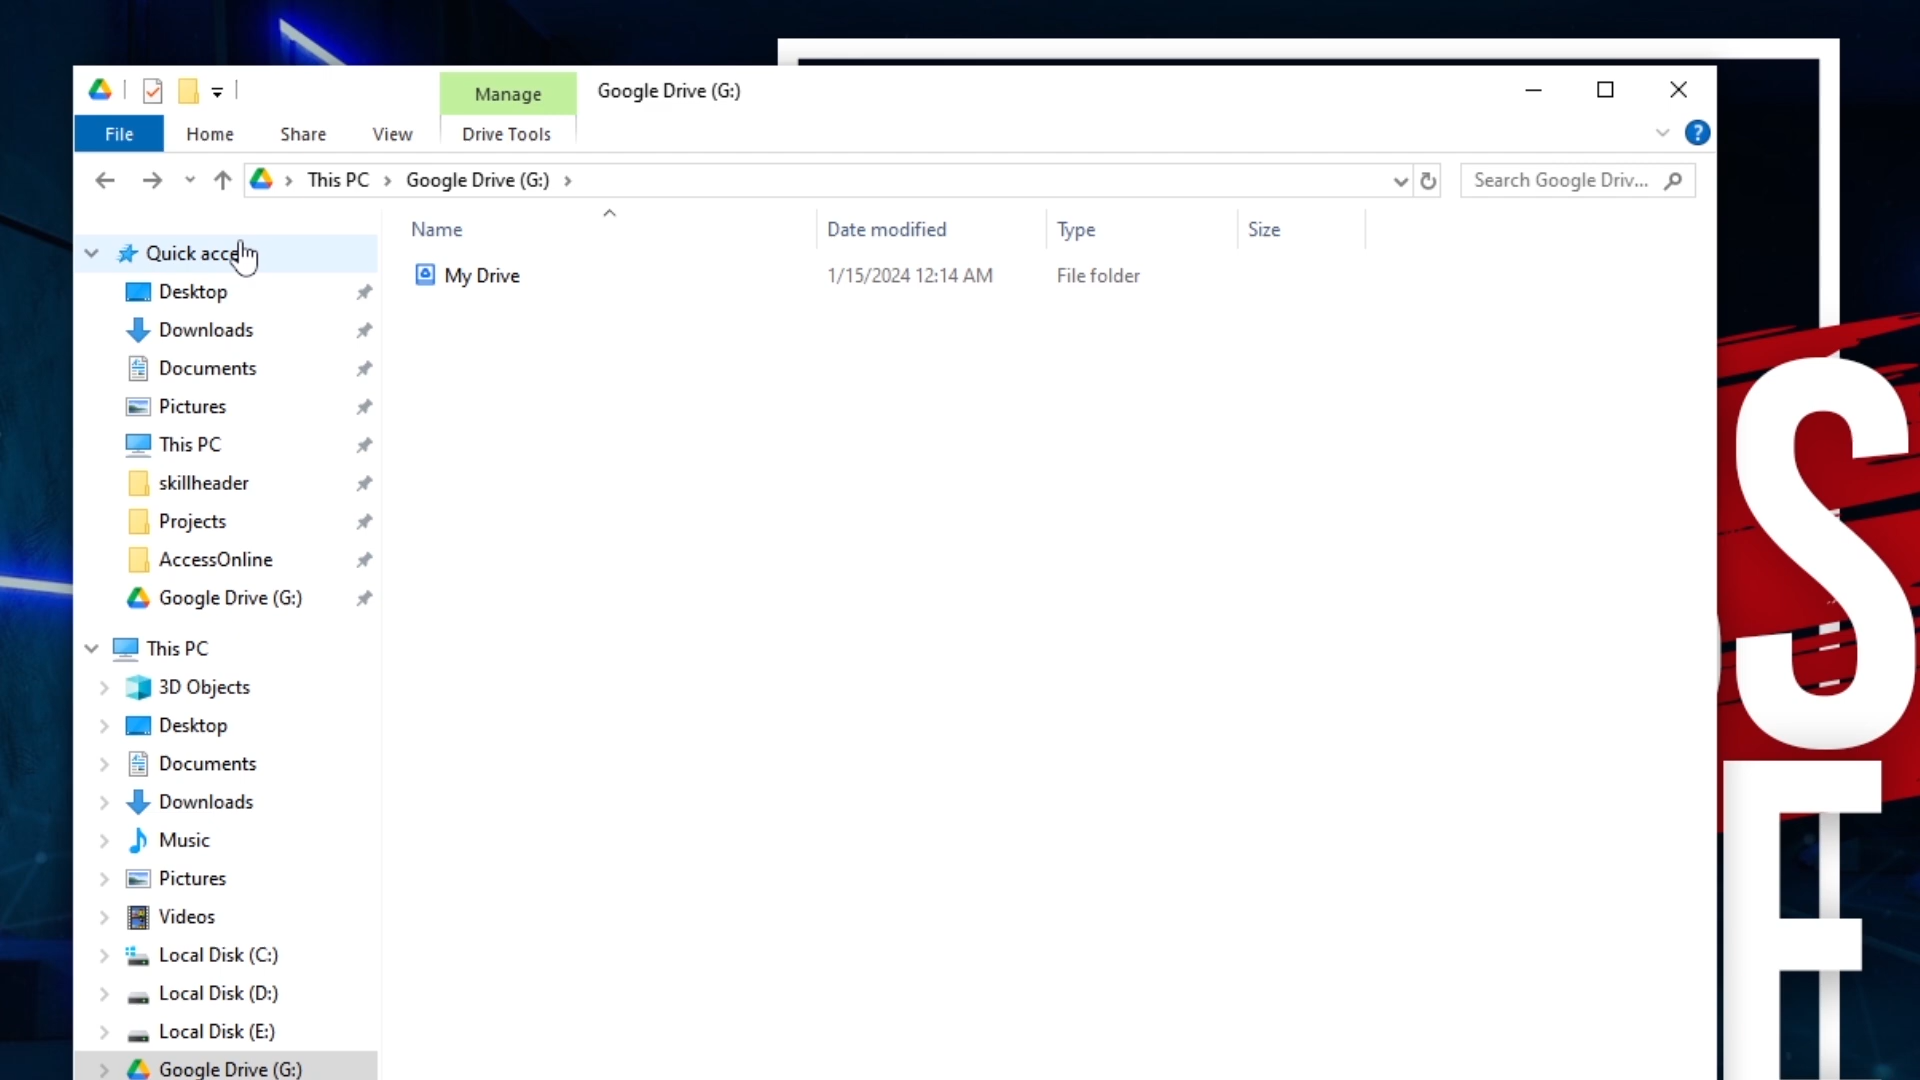 Manage
Google Drive (G:)
File
Home
Share
View
Drive Tools
This PC
Google Drive (G:)
Search Google Driv...
Name
Date modified
Type
Size
My Drive
1/15/2024 12:14 AM
File folder
Quick acce
Desktop
Downloads
Documents
Pictures
This PC
skillheader
Projects
AccessOnline
Google Drive (G:)
This PC
3D Objects
Desktop
Documents
Downloads
Music
Pictures
Videos
Local Disk (C:)
Local Disk (D:)
Local Disk (E:)
Google Drive (G:)
S